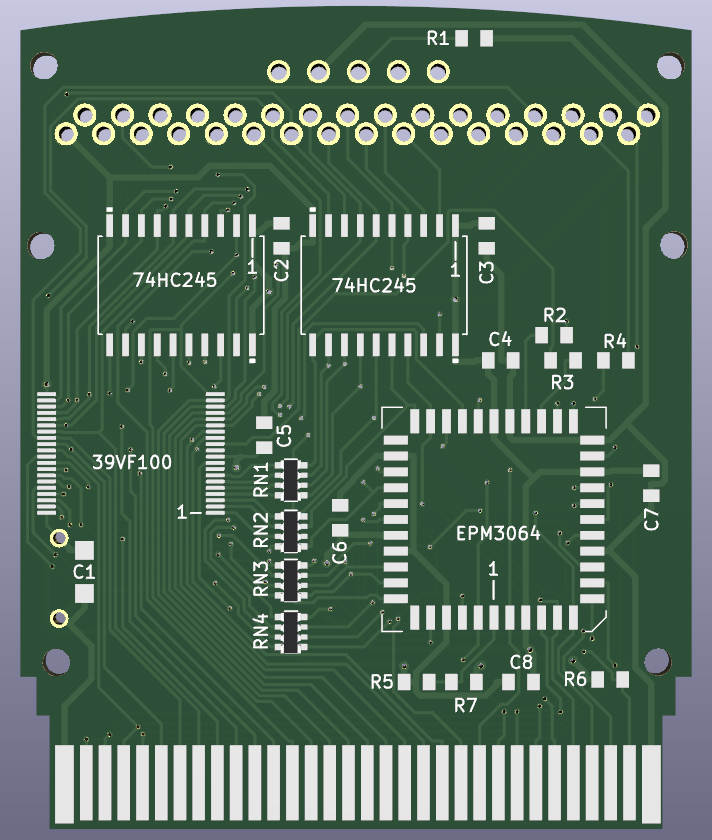 R1
74HC245
1
C2
74HC245
1
C3
R2
C4
R4
R3
39VF100
1
C5
RN1
RN2
RN3
RN4
C6
EPM3064
1
C7
C1
R5
R7
C8
R6